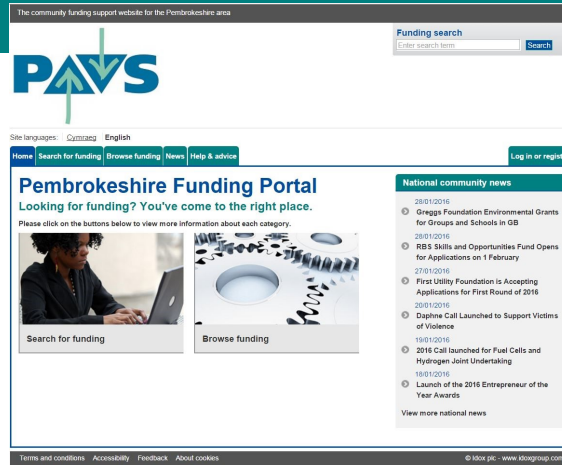 The community funding support website for the Pembrokeshire area
PAVS
Funding search
Enter search term
Search
Site languages: Cymraeg English
Home Search for funding Browse funding News Help & advice
Log in or regist
Pembrokeshire Funding Portal
Looking for funding? You've come to the right place.
Please click on the buttons below to view more information about each category.
Search for funding
Browse funding
National community news
28/01/2016
Greggs Foundation Environmental Grants
for Groups and Schools in GB
28/01/2016
RBS Skills and Opportunities Fund Opens
for Applications on 1 February
27/01/2016
First Utility Foundation is Accepting
Applications for First Round of 2016
20/01/2016
Daphne Call Launched to Support Victims
of Violence
19/01/2016
2016 Call launched for Fuel Cells and
Hydrogen Joint Undertaking
18/01/2016
Launch of the 2016 Entrepreneur of the
Year Awards
View more national news
Terms and conditions Accessibility Feedback About cookies
© Idox plc - www.idoxgroup.com